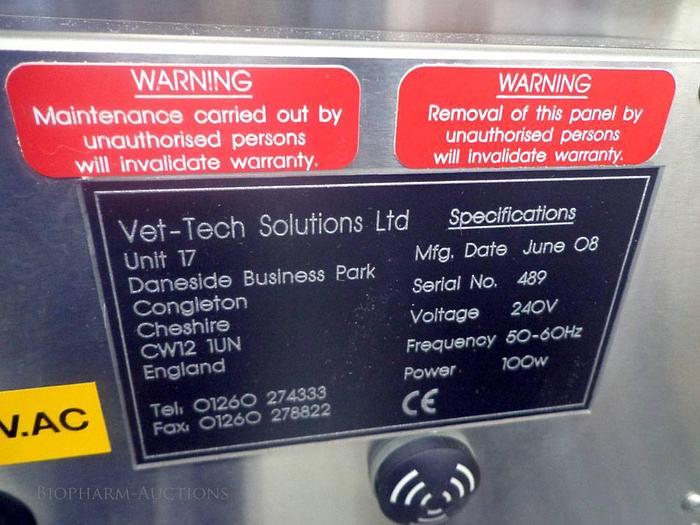 WARNING
Maintenance carried out by
unauthorised persons
will invalidate warranty.
WARNING
Removal of this panel by
unauthorised persons
will invalidate warranty.
Vet-Tech Solutions Ltd
Unit 17
Daneside Business Park
Congleton
Cheshire
CW12 1UN
England
Tel: 01260 274333
Fax: 01260 278822
Specifications
Mfg. Date June 08
Serial No. 489
Voltage 240V
Frequency 50-60Hz
Power 100w
CE
V.AC
Biopharm-Auctions